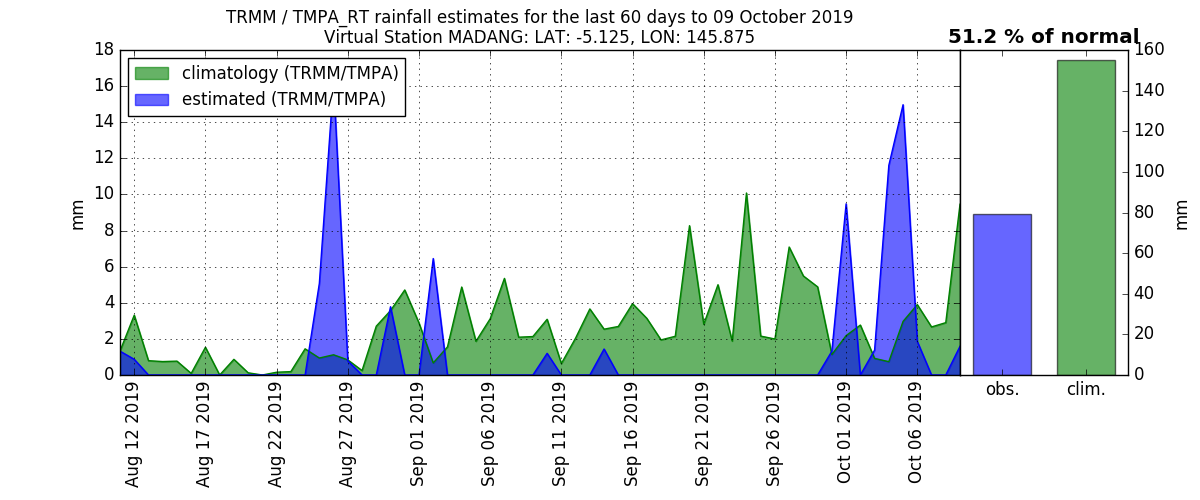 TRMM / TMPA_RT rainfall estimates for the last 60 days to 09 October 2019
Virtual Station MADANG: LAT: -5.125, LON: 145.875
51.2 % of normal
climatology (TRMM/TMPA)
estimated (TRMM/TMPA)
18
16
14
12
10
8
6
4
2
0
mm
Aug 12 2019
Aug 17 2019
Aug 22 2019
Aug 27 2019
Sep 01 2019
Sep 06 2019
Sep 11 2019
Sep 16 2019
Sep 21 2019
Sep 26 2019
Oct 01 2019
Oct 06 2019
obs.
clim.
160
140
120
100
80
60
40
20
0
mm